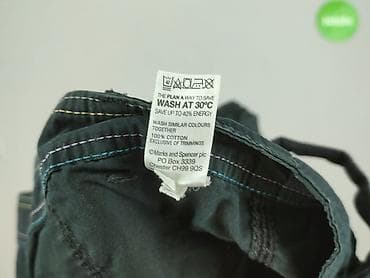 THE PLAN A WAY TO SAVE
WASH AT 30°C
SAVE UP TO 40% ENERGY
WASH SIMILAR COLOURS
TOGETHER
100% COTTON
EXCLUSIVE OF TRIMMINGS
©Marks and Spencer plc
PO Box 3339
Chester CH99 9QS